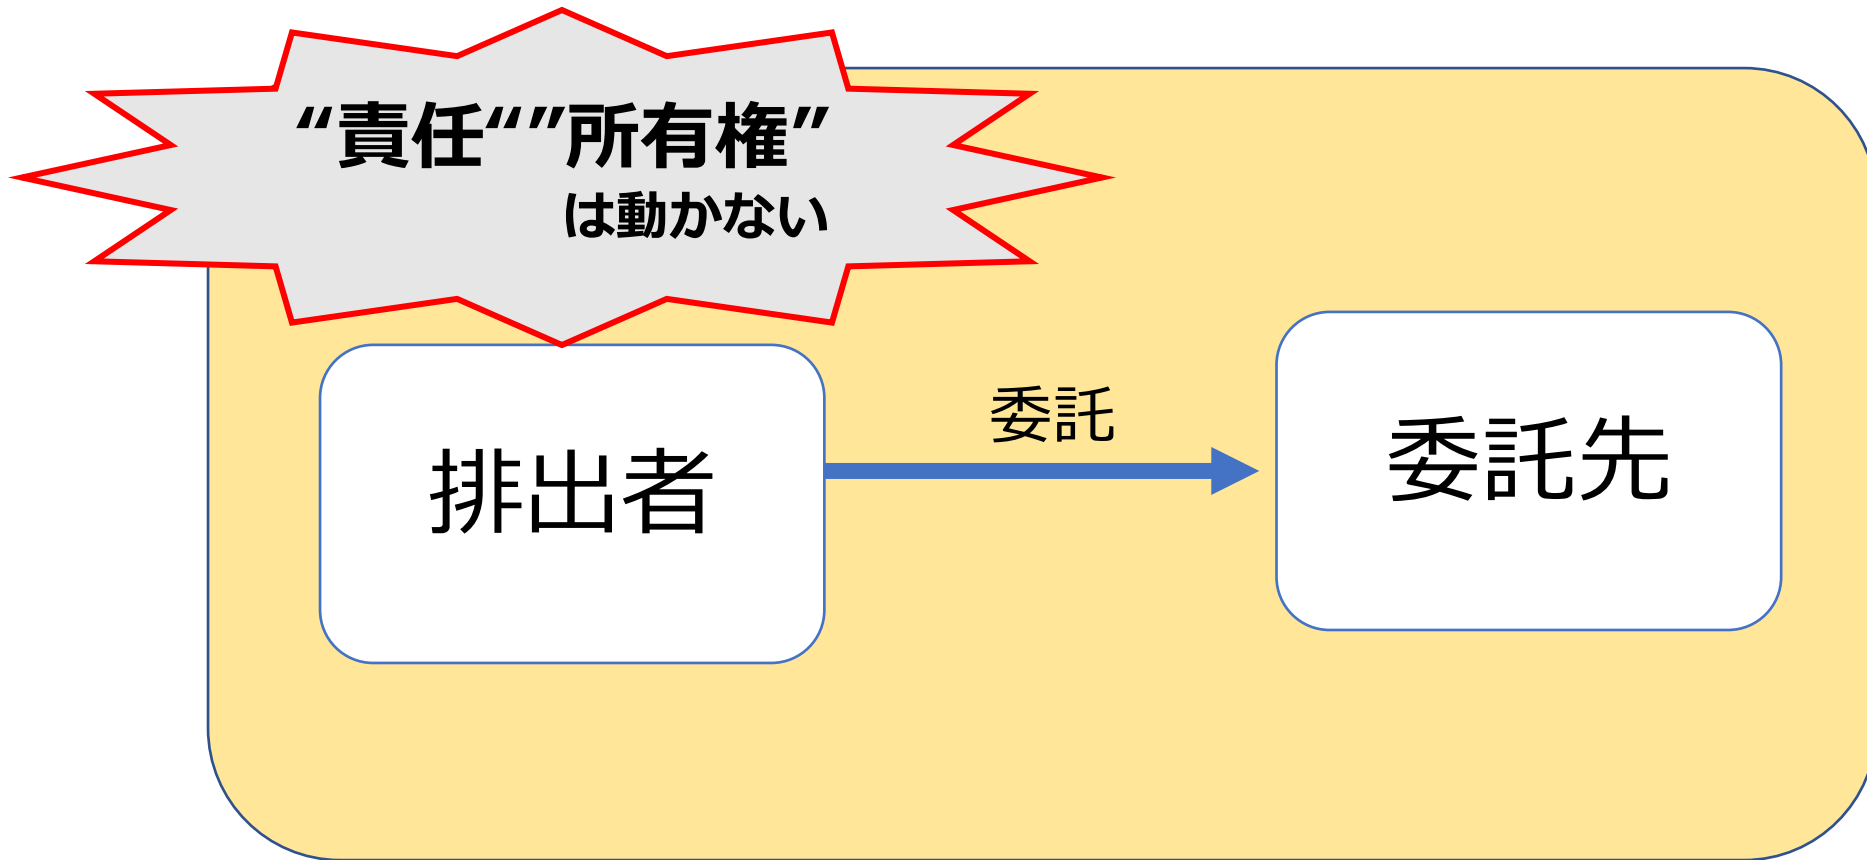 “責任“”所有権”
は動かない
排出者
委託
委託先